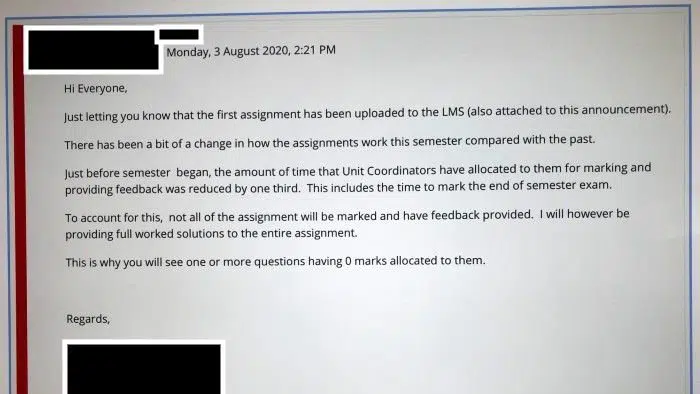 Monday, 3 August 2020, 2:21 PM
Hi Everyone,
Just letting you know that the first assignment has been uploaded to the LMS (also attached to this announcement).
There has been a bit of a change in how the assignments work this semester compared with the past.
Just before semester began, the amount of time that Unit Coordinators have allocated to them for marking and
providing feedback was reduced by one third. This includes the time to mark the end of semester exam.
To account for this, not all of the assignment will be marked and have feedback provided. I will however be
providing full worked solutions to the entire assignment.
This is why you will see one or more questions having 0 marks allocated to them.
Regards,